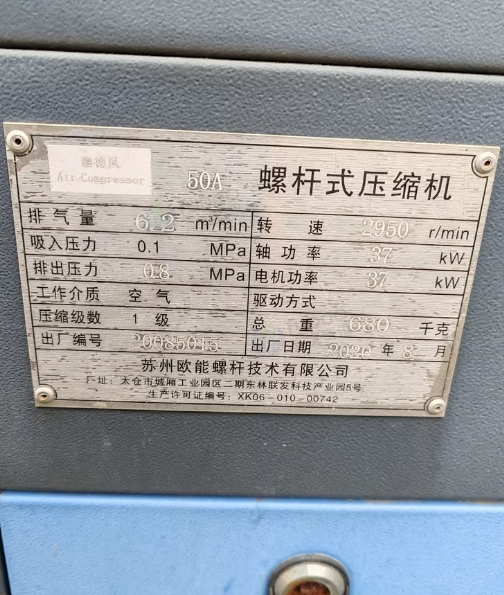 奥德风
Air Compressor
50A 螺杆式压缩机
排气量 6.2 m³/min 转速 2950 r/min
吸入压力 0.1 MPa 轴功率 37 kW
排出压力 0.8 MPa 电机功率 37 kW
工作介质 空气 驱动方式
压缩级数 1 级 总重 680 千克
出厂编号 出厂日期 2020 年 8 月
苏州欧能螺杆技术有限公司
厂址：太仓市城厢工业园区二期东林联发科技产业园5号
生产许可证编号：XK06-010-00742